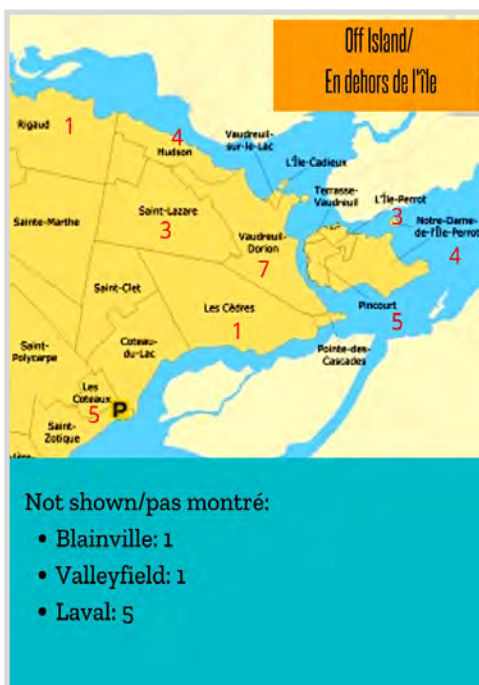 Off Island/
En dehors de l'île
Rigaud 1
4
Hudson
Vaudreuil-
sur-le-Lac
L'Île-Cadieux
Terrasse-
Vaudreuil
L'Île-Perrot
3
Notre-Dame-
de-l'Île-Perrot
4
Sainte-Marthe
Saint-Lazare
3
Vaudreuil-
Dorion
7
Saint-Clet
Les Cèdres
1
Pincourt
5
Saint-
Polycarpe
Coteau-
du-Lac
Pointe-des-
Cascades
Les
Coteaux
5
P
Saint-
Zotique
Not shown/pas montré:
• Blainville: 1
• Valleyfield: 1
• Laval: 5